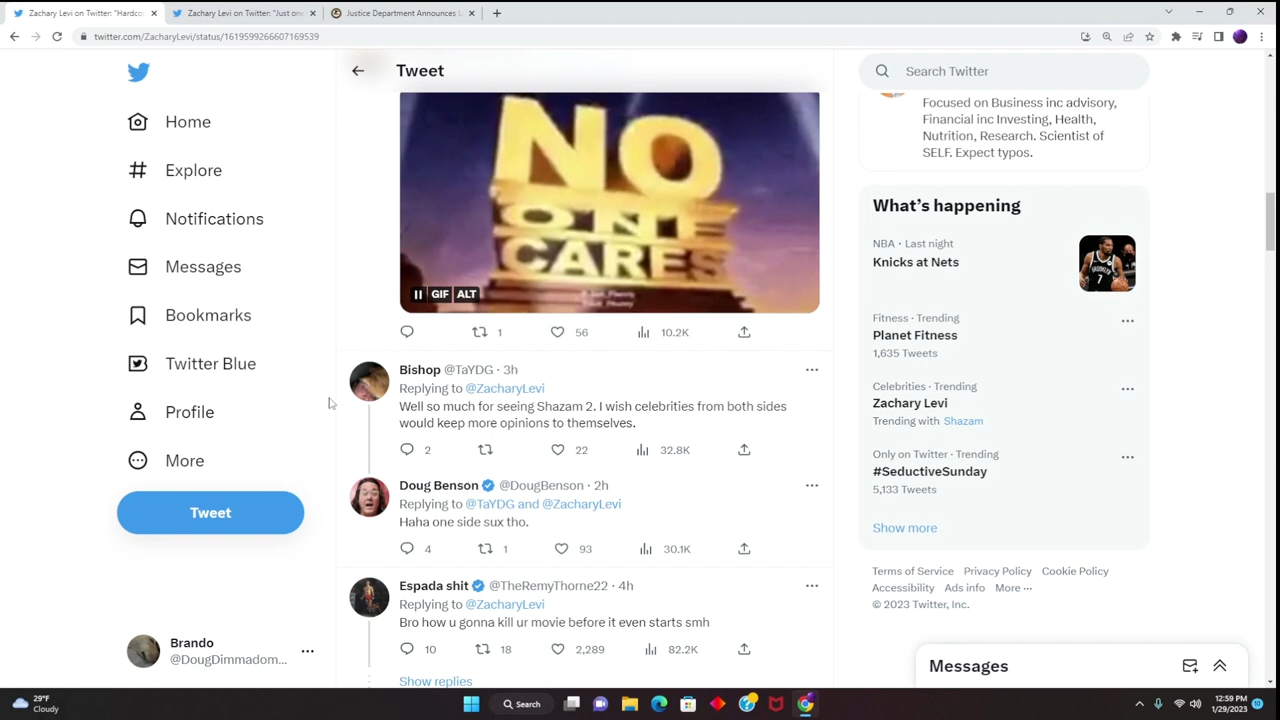 Zachary Levi on Twitter: "Hardco
Zachary Levi on Twitter: "Just one
Justice Department Announces L
twitter.com/ZacharyLevi/status/1619599266607169539
Home
Explore
Notifications
Messages
Bookmarks
Twitter Blue
Profile
More
Tweet
Brando
@DougDimmadom...
Tweet
NO
ONE
CARES
GIF
ALT
1
56
10.2K
Bishop @TaYDG · 3h
Replying to @ZacharyLevi
Well so much for seeing Shazam 2. I wish celebrities from both sides
would keep more opinions to themselves.
2
22
32.8K
Doug Benson @DougBenson · 2h
Replying to @TaYDG and @ZacharyLevi
Haha one side sux tho.
4
1
93
30.1K
Espada shit @TheRemyThorne22 · 4h
Replying to @ZacharyLevi
Bro how u gonna kill ur movie before it even starts smh
10
18
2,289
82.2K
Show replies
Search Twitter
Focused on Business inc advisory,
Financial inc Investing, Health,
Nutrition, Research. Scientist of
SELF. Expect typos.
What's happening
NBA · Last night
Knicks at Nets
Fitness · Trending
Planet Fitness
1,635 Tweets
Celebrities · Trending
Zachary Levi
Trending with Shazam
Only on Twitter · Trending
#SeductiveSunday
5,133 Tweets
Show more
Terms of Service Privacy Policy Cookie Policy
Accessibility Ads info More ···
© 2023 Twitter, Inc.
Messages
29°F
Cloudy
Search
12:59 PM
1/29/2023